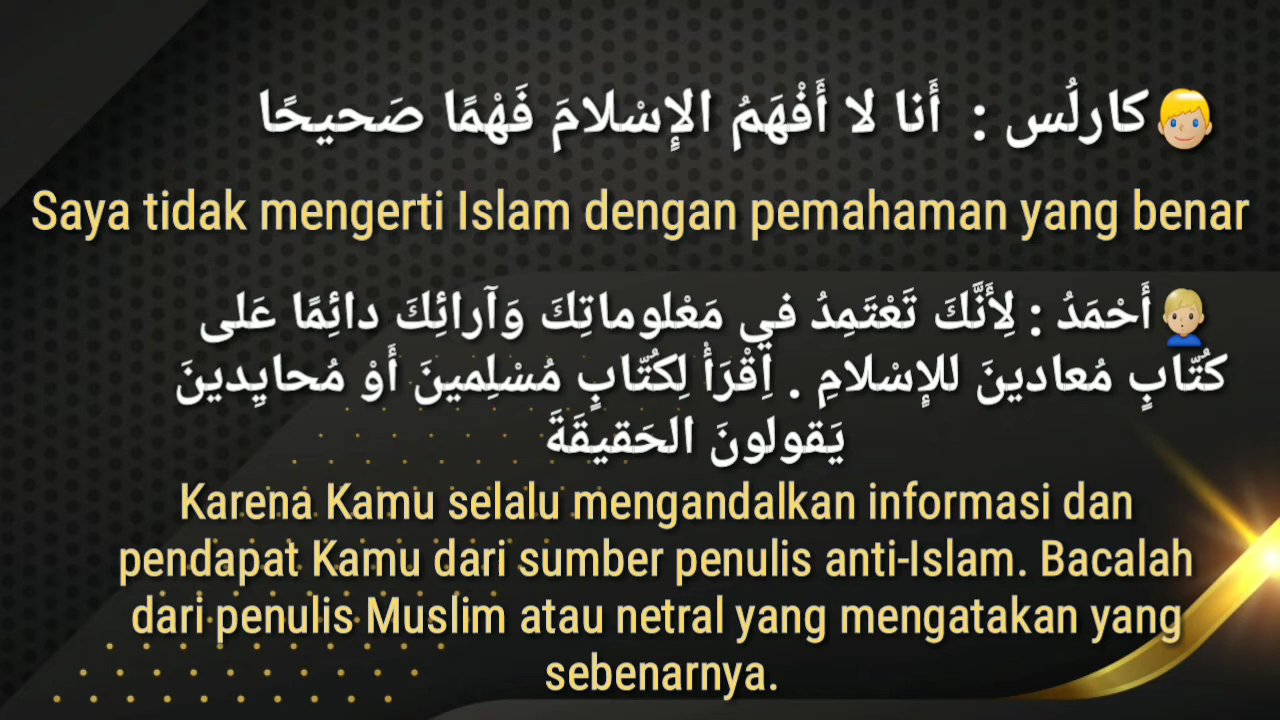 كارلُس : أَنا لا أَفْهَمُ الإِسْلامَ فَهْمًا صَحيحًا
Saya tidak mengerti Islam dengan pemahaman yang benar
أَحْمَدُ : لِأَنَّكَ تَعْتَمِدُ في مَعْلوماتِكَ وَآرائِكَ دائِمًا عَلى
كُتّابٍ مُعادينَ للإِسْلامِ . اِقْرَأْ لِكُتّابٍ مُسْلِمينَ أَوْ مُحايِدينَ
يَقولونَ الحَقيقَةَ
Karena Kamu selalu mengandalkan informasi dan
pendapat Kamu dari sumber penulis anti-Islam. Bacalah
dari penulis Muslim atau netral yang mengatakan yang
sebenarnya.